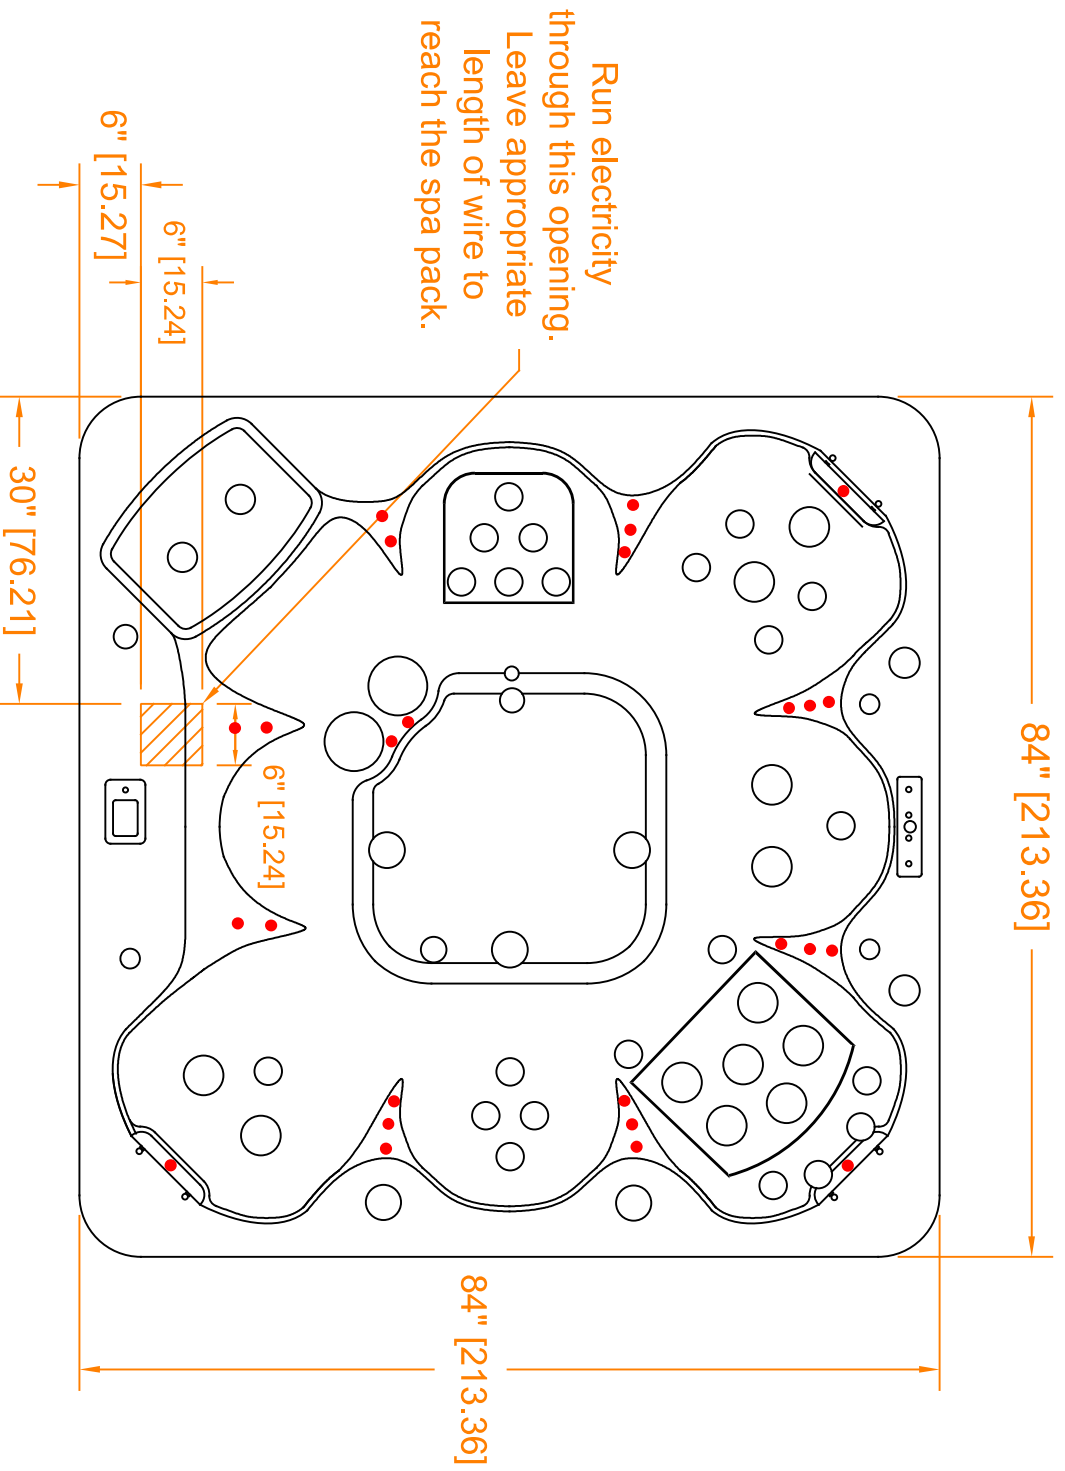 Run electricity
through this opening.
Leave appropriate
length of wire to
reach the spa pack.
6" [15.27]
6" [15.24]
30" [76.21]
6" [15.24]
84" [213.36]
84" [213.36]